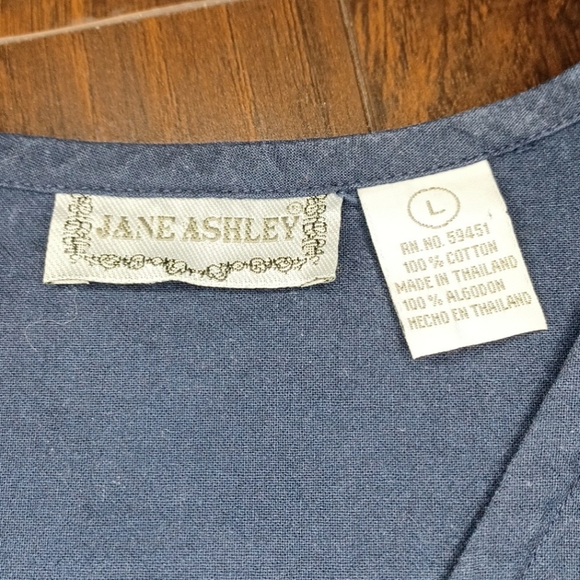 JANE ASHLEY
L
RN.NO. 59451
100% COTTON
MADE IN THAILAND
100% ALGODON
HECHO EN THAILAND